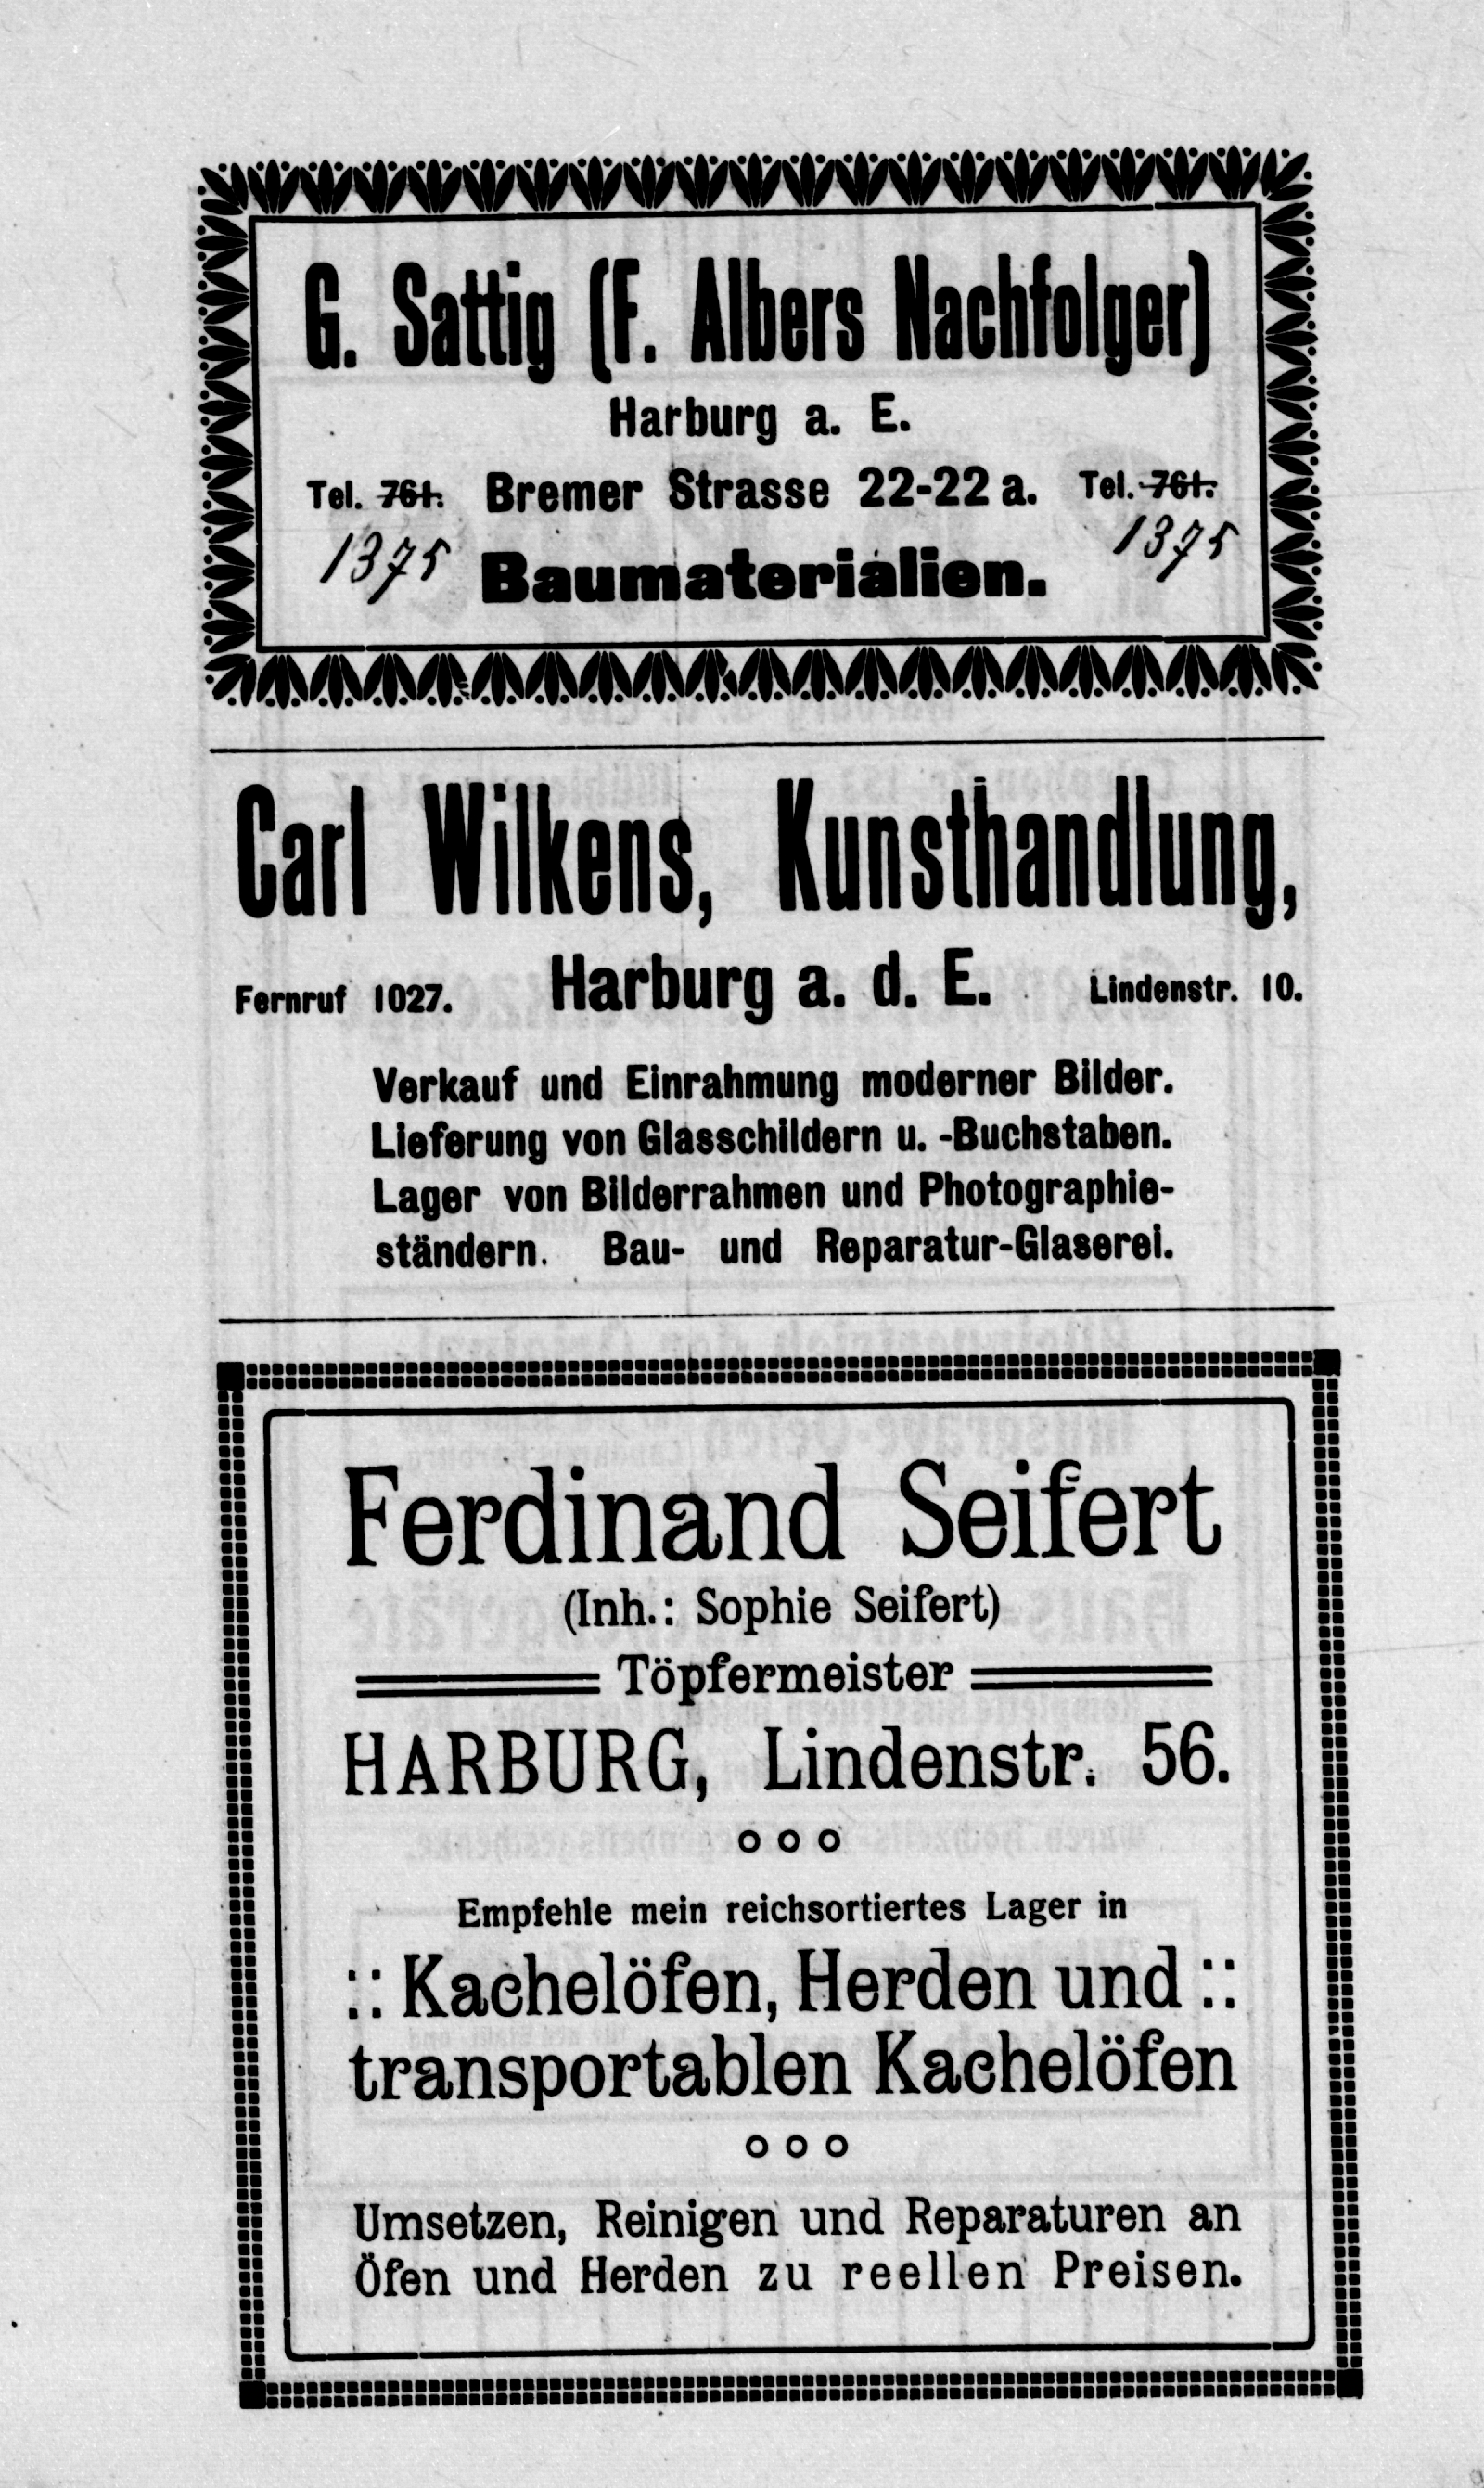 G. Sattig (F. Albers Nachfolger)
Harburg a. E.
Tel. 761. Bremer Strasse 22-22 a. Tel. 761.
1375 Baumaterialien. 1375
Carl Wilkens, Kunsthandlung,
Fernruf 1027. Harburg a. d. E. Lindenstr. 10.
Verkauf und Einrahmung moderner Bilder.
Lieferung von Glasschildern u. -Buchstaben.
Lager von Bilderrahmen und Photographie-
ständern. Bau- und Reparatur-Glaserei.
Ferdinand Seifert
(Inh.: Sophie Seifert)
Töpfermeister
HARBURG, Lindenstr. 56.
Empfehle mein reichsortiertes Lager in
:: Kachelöfen, Herden und ::
transportablen Kachelöfen
Umsetzen, Reinigen und Reparaturen an
Öfen und Herden zu reellen Preisen.